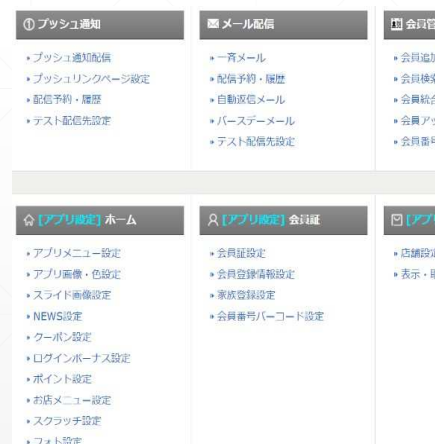 プッシュ通知
プッシュ通知配信
プッシュリンクページ設定
配信予約・履歴
テスト配信先設定
メール配信
一斉メール
配信予約・履歴
自動返信メール
バースデーメール
テスト配信先設定
会員管
会員追加
会員検索
会員統合
会員アッ
会員番号
[アプリ設定] ホーム
アプリメニュー設定
アプリ画像・色設定
スライド画像設定
NEWS設定
クーポン設定
ログインボーナス設定
ポイント設定
お店メニュー設定
スクラッチ設定
フォト設定
[アプリ設定] 会員証
会員証設定
会員登録情報設定
家族登録設定
会員番号バーコード設定
[アプリ
店舗設定
表示・